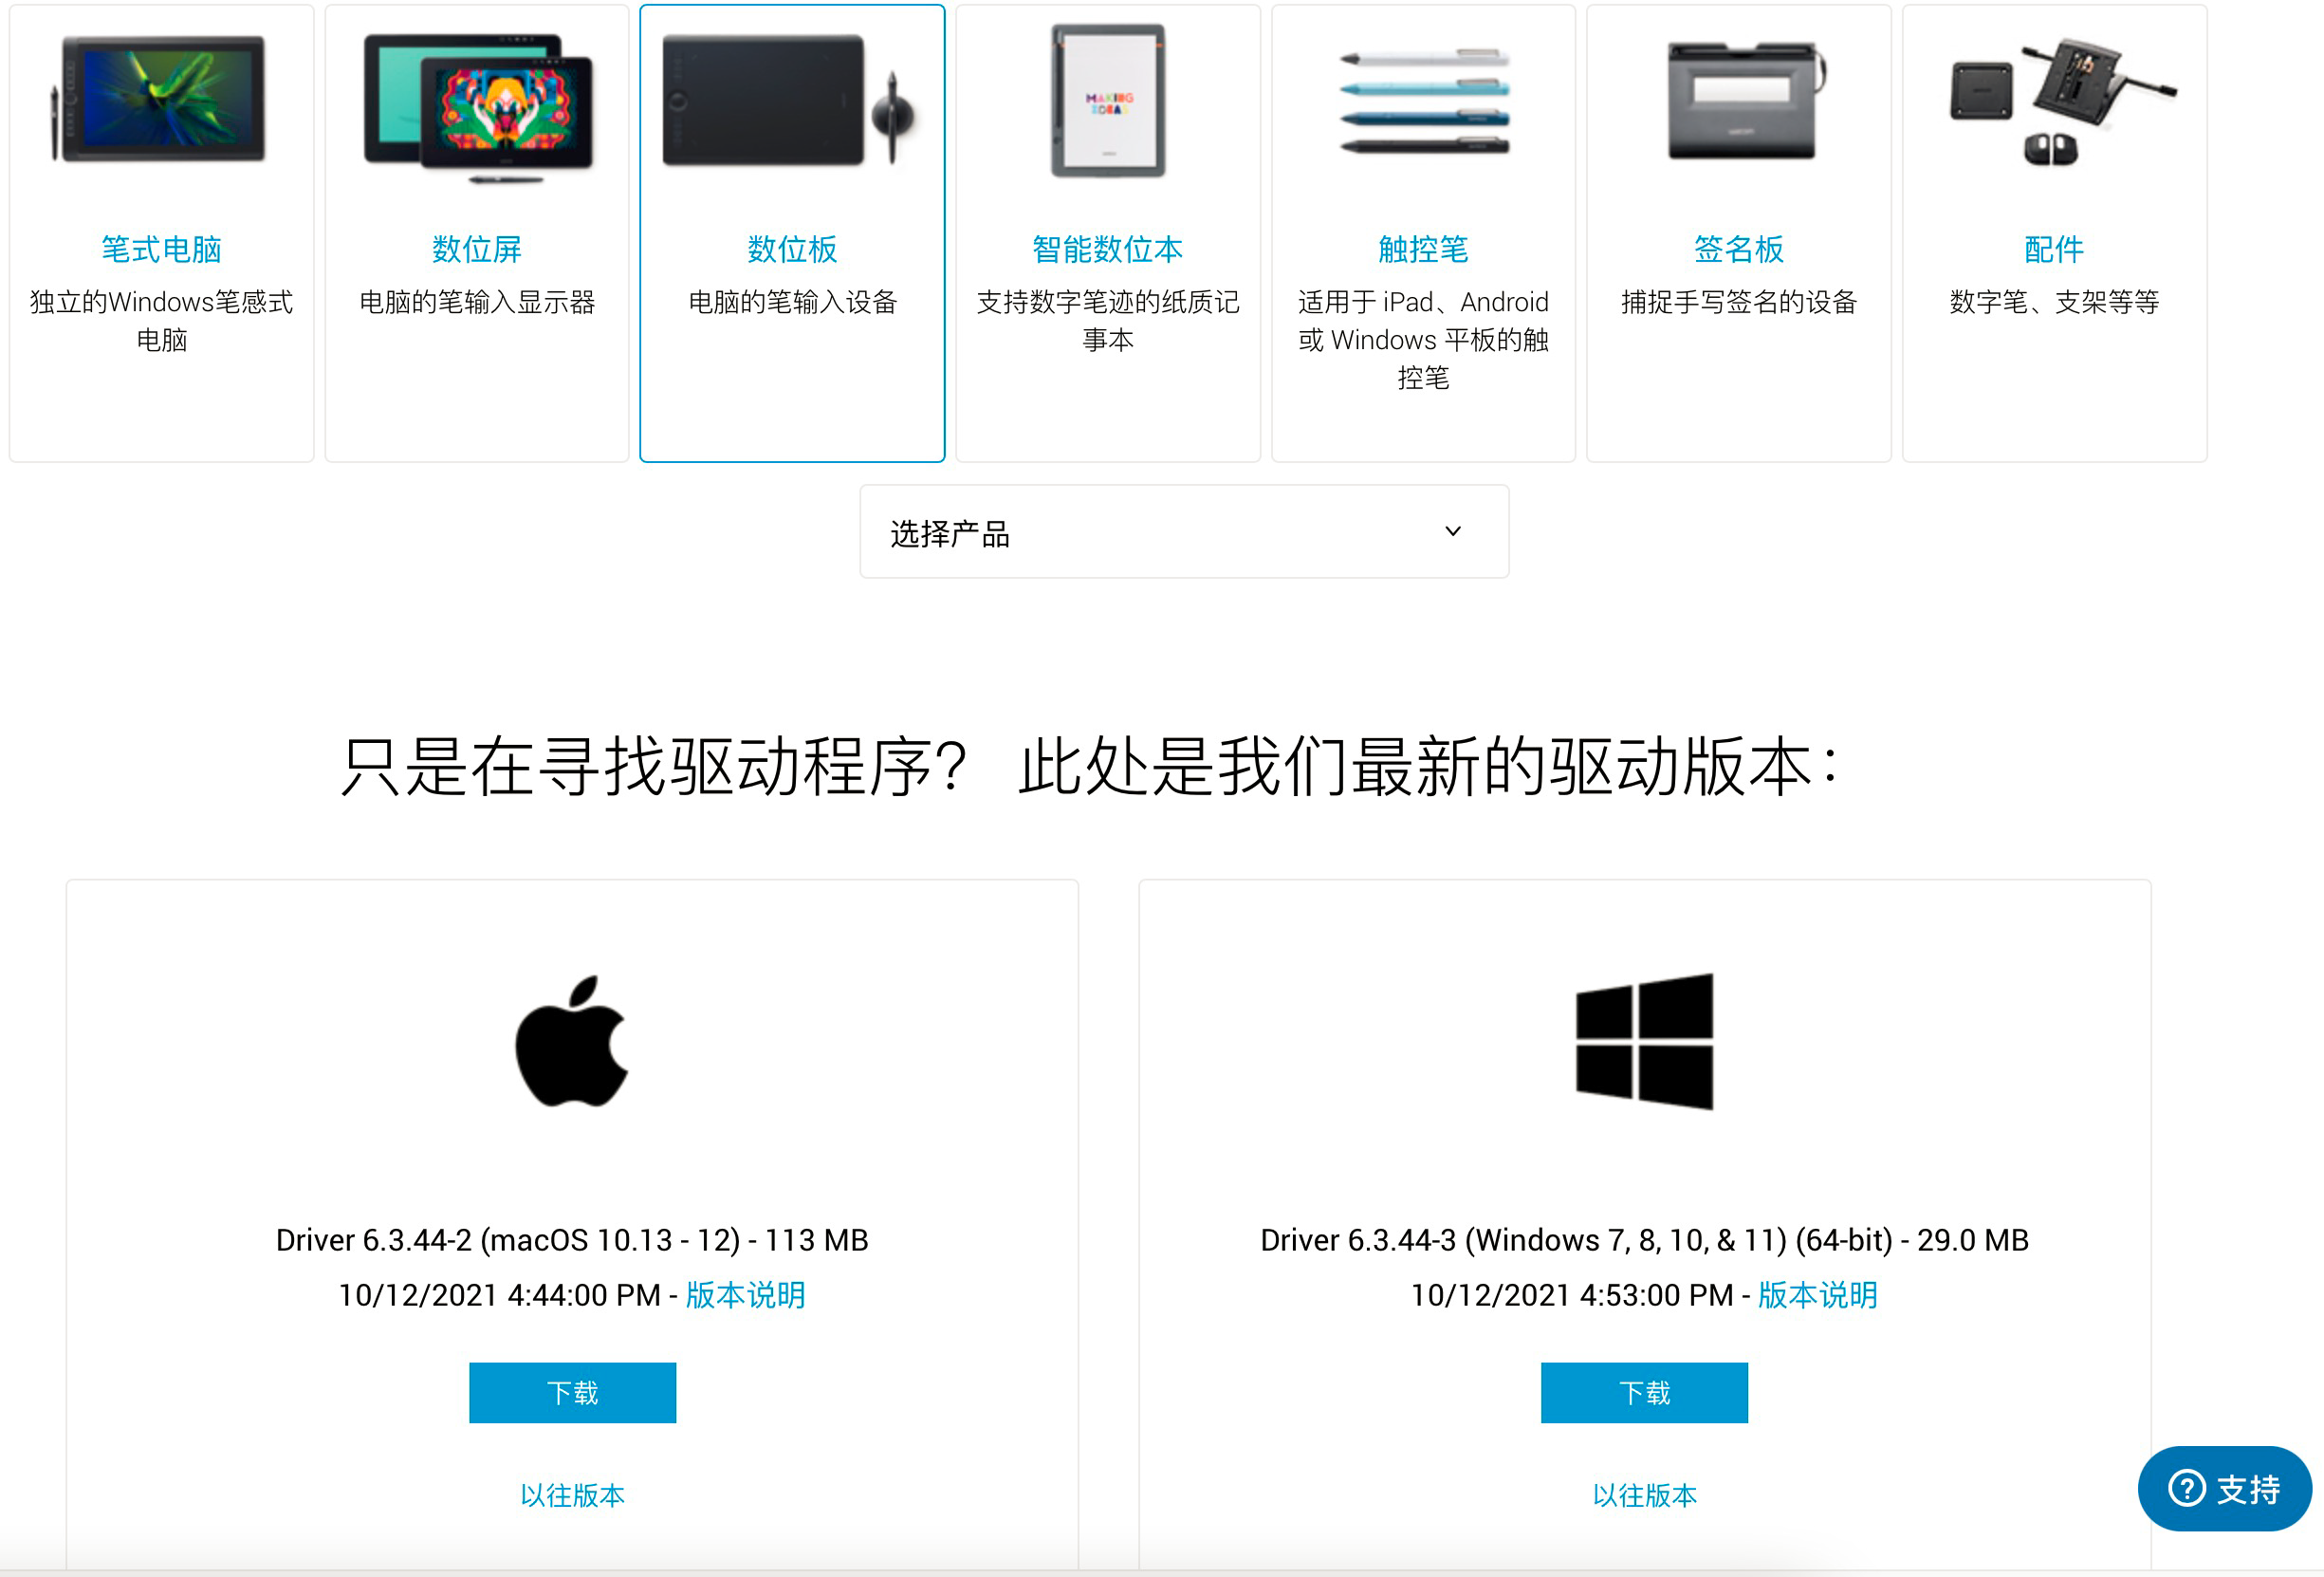 MAKING
IDEAS
wacom
笔式电脑
独立的Windows笔感式
电脑
数位屏
电脑的笔输入显示器
数位板
电脑的笔输入设备
智能数位本
支持数字笔迹的纸质记
事本
触控笔
适用于 iPad、Android
或 Windows 平板的触
控笔
签名板
捕捉手写签名的设备
配件
数字笔、支架等等
选择产品
只是在寻找驱动程序？ 此处是我们最新的驱动版本：
Driver 6.3.44-2 (macOS 10.13 - 12) - 113 MB
10/12/2021 4:44:00 PM - 版本说明
下载
以往版本
Driver 6.3.44-3 (Windows 7, 8, 10, & 11) (64-bit) - 29.0 MB
10/12/2021 4:53:00 PM - 版本说明
下载
以往版本
? 支持